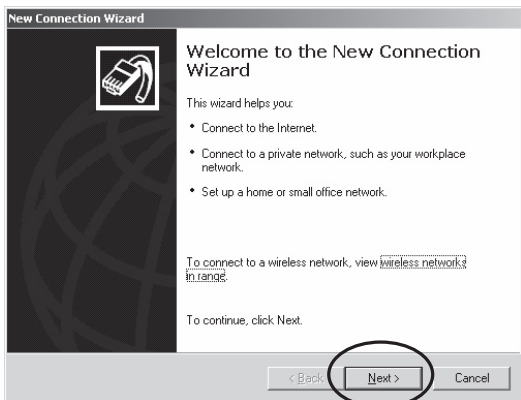 New Connection Wizard
Welcome to the New Connection
Wizard
This wizard helps you:
• Connect to the Internet.
• Connect to a private network, such as your workplace
network.
• Set up a home or small office network.
To connect to a wireless network, view wireless networks
in range.
To continue, click Next.
< Back
Next >
Cancel